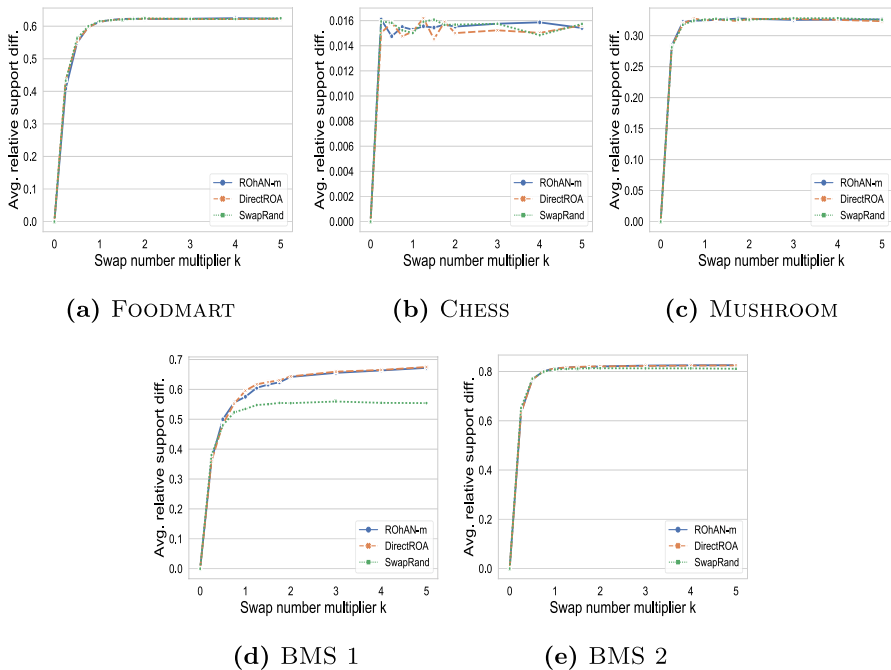 Avg. relative support diff.
0.6
0.5
0.4
0.3
0.2
0.1
0.0
ROhAN-m
DirectROA
SwapRand
0 1 2 3 4 5
Swap number multiplier k
(a) FOODMART
Avg. relative support diff.
0.016
0.014
0.012
0.010
0.008
0.006
0.004
0.002
0.000
ROhAN-m
DirectROA
SwapRand
0 1 2 3 4 5
Swap number multiplier k
(b) CHESS
Avg. relative support diff.
0.30
0.25
0.20
0.15
0.10
0.05
0.00
ROhAN-m
DirectROA
SwapRand
0 1 2 3 4 5
Swap number multiplier k
(c) MUSHROOM
Avg. relative support diff.
0.7
0.6
0.5
0.4
0.3
0.2
0.1
0.0
ROhAN-m
DirectROA
SwapRand
0 1 2 3 4 5
Swap number multiplier k
(d) BMS 1
Avg. relative support diff.
0.8
0.6
0.4
0.2
0.0
ROhAN-m
DirectROA
SwapRand
0 1 2 3 4 5
Swap number multiplier k
(e) BMS 2